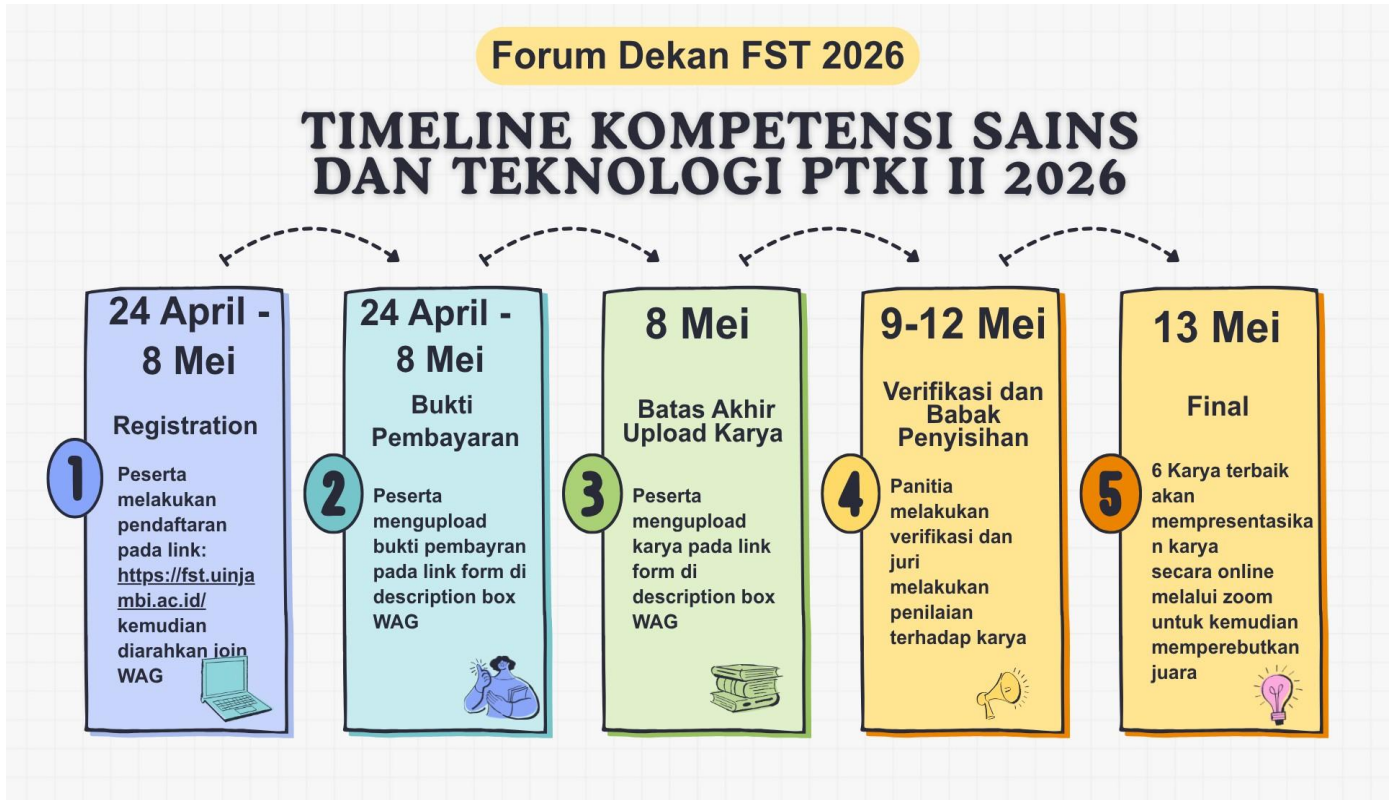 Forum Dekan FST 2026
TIMELINE KOMPETENSI SAINS
DAN TEKNOLOGI PTKI II 2026
24 April -
8 Mei
Registration
1
Peserta
melakukan
pendaftaran
pada link:
https://fst.uinja
mbi.ac.id/
kemudian
diarahkan join
WAG
24 April -
8 Mei
Bukti
Pembayaran
2
Peserta
mengupload
bukti pembayran
pada link form di
description box
WAG
8 Mei
Batas Akhir
Upload Karya
3
Peserta
mengupload
karya pada link
form di
description box
WAG
9-12 Mei
Verifikasi dan
Babak
Penyisihan
4
Panitia
melakukan
verifikasi dan
juri
melakukan
penilaian
terhadap karya
13 Mei
Final
5
6 Karya terbaik
akan
mempresentasika
n karya
secara online
melalui zoom
untuk kemudian
memperebutkan
juara